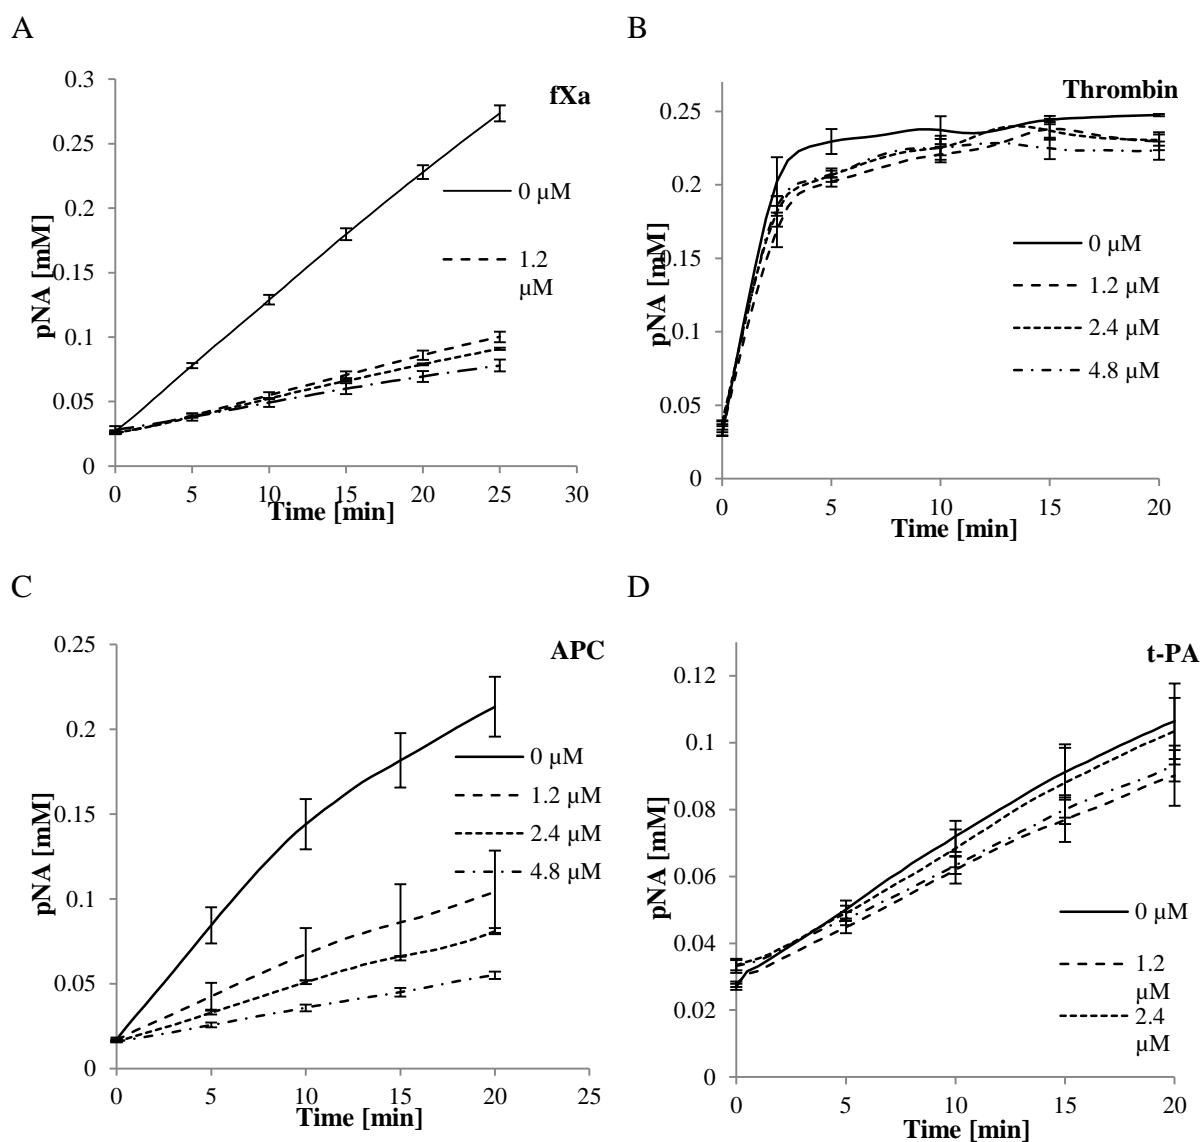 A
fXa
pNA [mM]
0.3
0.25
0.2
0.15
0.1
0.05
0
0 µM
1.2
µM
0 5 10 15 20 25 30
Time [min]
B
Thrombin
pNA [mM]
0.25
0.2
0.15
0.1
0.05
0
0 µM
1.2 µM
2.4 µM
4.8 µM
0 5 10 15 20
Time [min]
C
APC
pNA [mM]
0.25
0.2
0.15
0.1
0.05
0
0 µM
1.2 µM
2.4 µM
4.8 µM
0 5 10 15 20 25
Time [min]
D
t-PA
pNA [mM]
0.12
0.1
0.08
0.06
0.04
0.02
0
0 µM
1.2
µM
2.4
µM
0 5 10 15 20
Time [min]